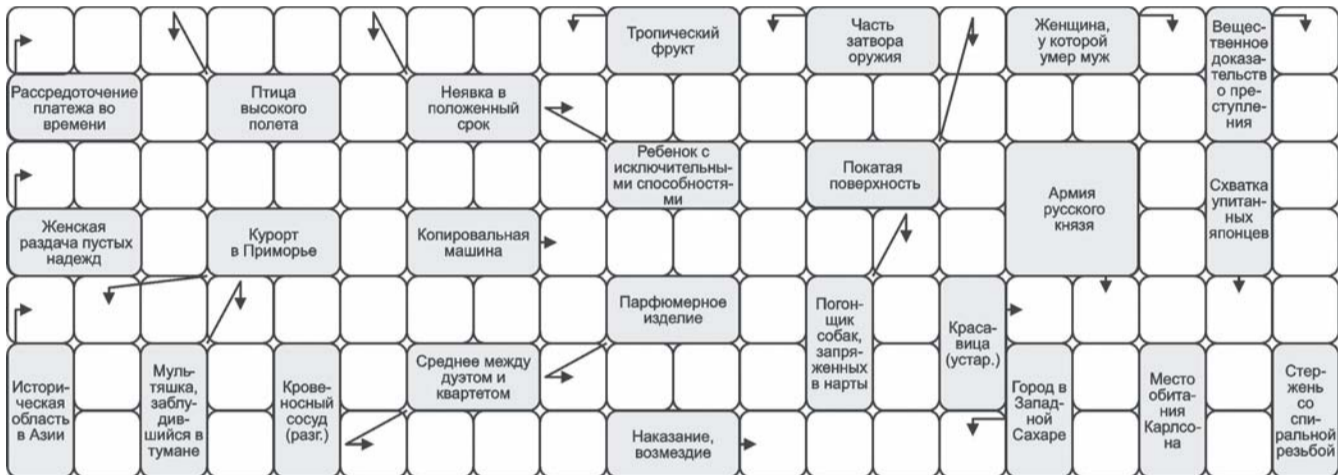 Тропический
фрукт
Часть
затвора
оружия
Женщина,
у которой
умер муж
Вещес-
твенное
доказа-
тельств
о пре-
ступле-
ния
Рассредоточение
платежа во
времени
Птица
высокого
полета
Неявка в
положенный
срок
Ребенок с
исключительны-
ми способностя-
ми
Покатая
поверхность
Армия
русского
князя
Схватка
упитан-
ных
японцев
Женская
раздача пустых
надежд
Курорт
в Приморье
Копировальная
машина
Парфюмерное
изделие
Погон-
щик
собак,
запря-
женных
в нарты
Краса-
вица
(устар.)
Истори-
ческая
область
в Азии
Муль-
тяшка,
заблу-
див-
шийся в
тумане
Крове-
носный
сосуд
(разг.)
Среднее между
дуэтом и
квартетом
Город в
Запад-
ной
Сахаре
Место
обита-
ния
Карлсо-
на
Стер-
жень
со
спи-
ральной
резьбой
Наказание,
возмездие